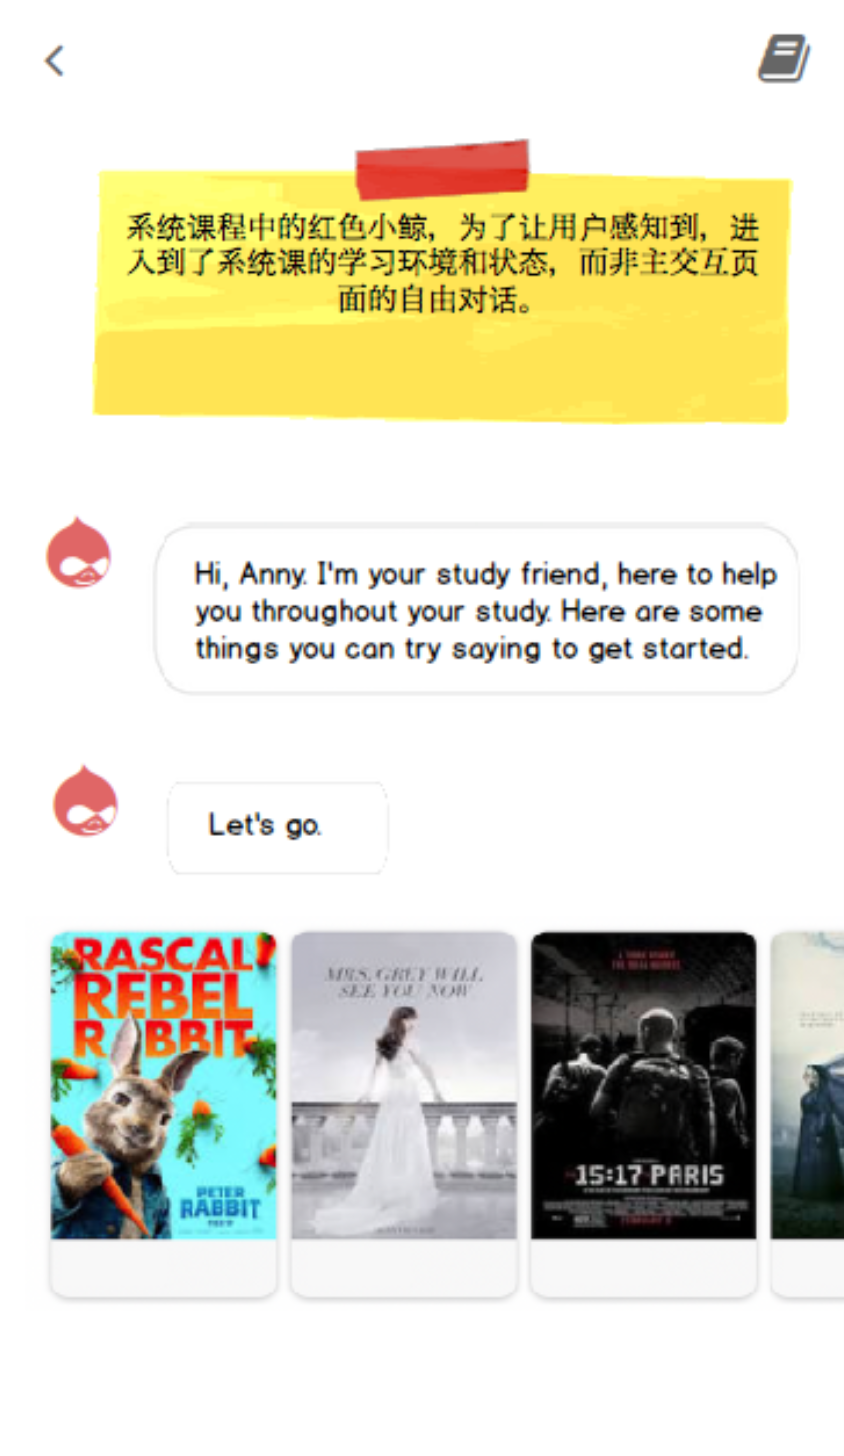 系统课程中的红色小鲸，为了让用户感知到，进
入到了系统课的学习环境和状态，而非主交互页
面的自由对话。
Hi, Anny. I'm your study friend, here to help
you throughout your study. Here are some
things you can try saying to get started.
Let's go.
RASCAL
REBEL
RABBIT
PETER
RABBIT
MRS. GREY WILL
SEE YOU NOW
15:17 PARIS